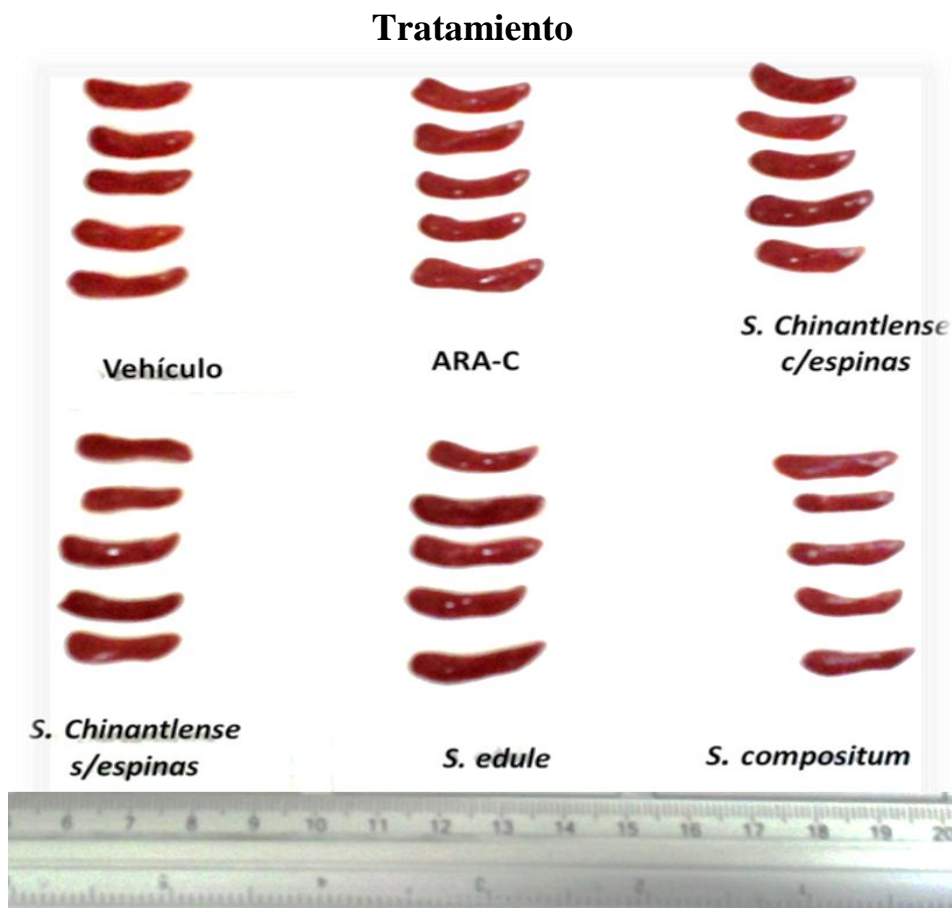 Tratamiento
Vehículo
ARA-C
S. Chinantlense
c/espinas
S. Chinantlense
s/espinas
S. edule
S. compositum
6 7 8 9 10 11 12 13 14 15 16 17 18 19 20